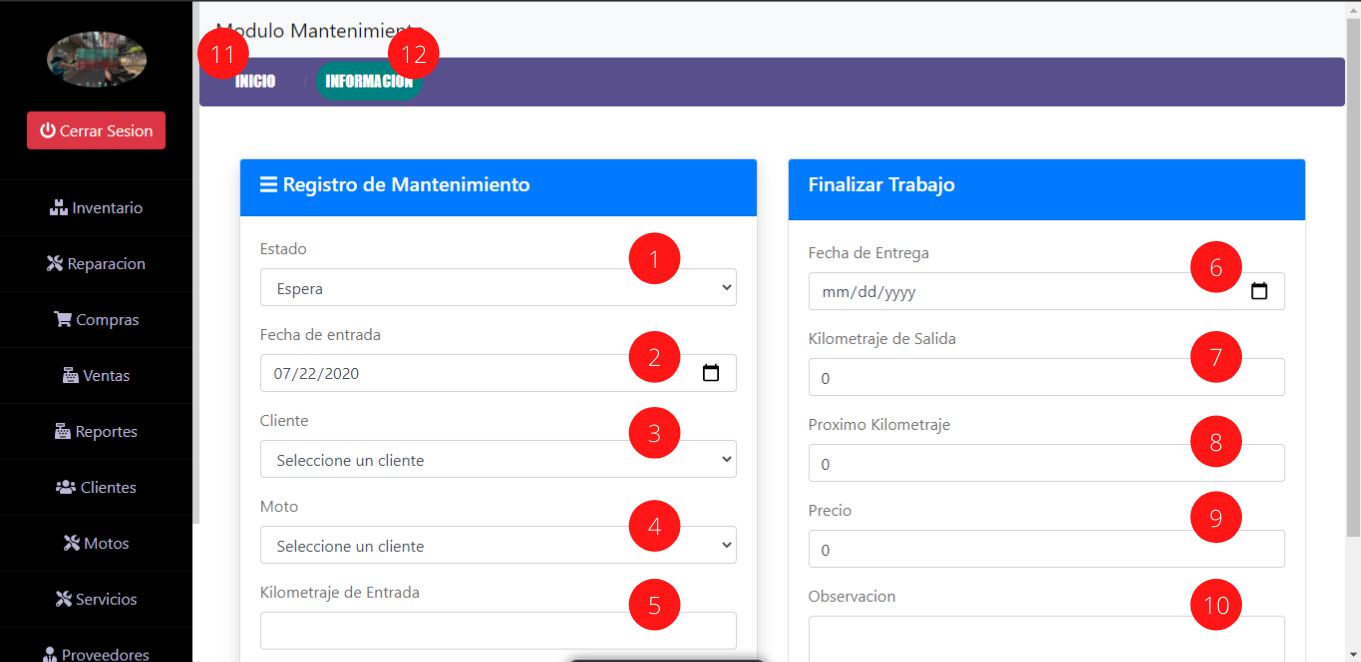 Modulo Mantenimiento
11
12
INICIO / INFORMACION
Cerrar Sesion
Inventario
Reparacion
Compras
Ventas
Reportes
Clientes
Motos
Servicios
Proveedores
Registro de Mantenimiento
Estado
1
Espera
Fecha de entrada
2
07/22/2020
Cliente
3
Seleccione un cliente
Moto
4
Seleccione un cliente
Kilometraje de Entrada
5
Finalizar Trabajo
Fecha de Entrega
6
mm/dd/yyyy
Kilometraje de Salida
7
0
Proximo Kilometraje
8
0
Precio
9
0
Observacion
10